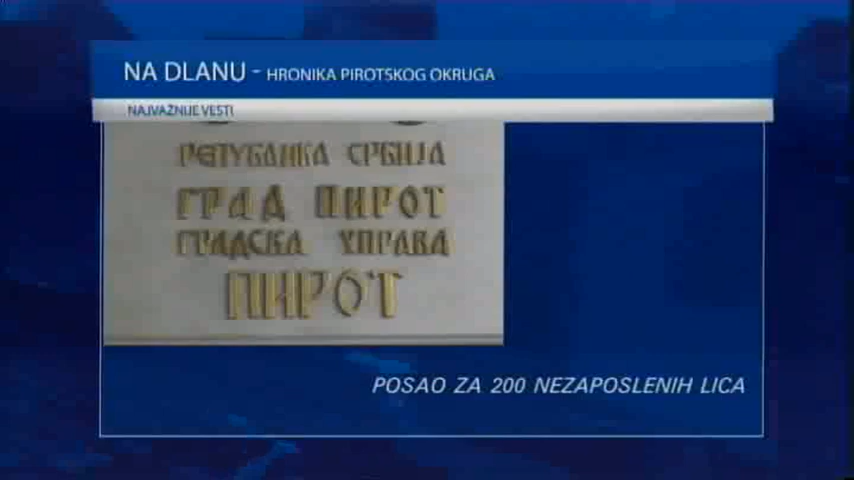 NA DLANU - HRONIKA PIROTSKOG OKRUGA
NAJVAŽNIJE VESTI
РЕПУБЛИКА СРБИЈА
ГРАД ПИРОТ
ГРАДСКА УПРАВА
ПИРОТ
POSAO ZA 200 NEZAPOSLENIH LICA